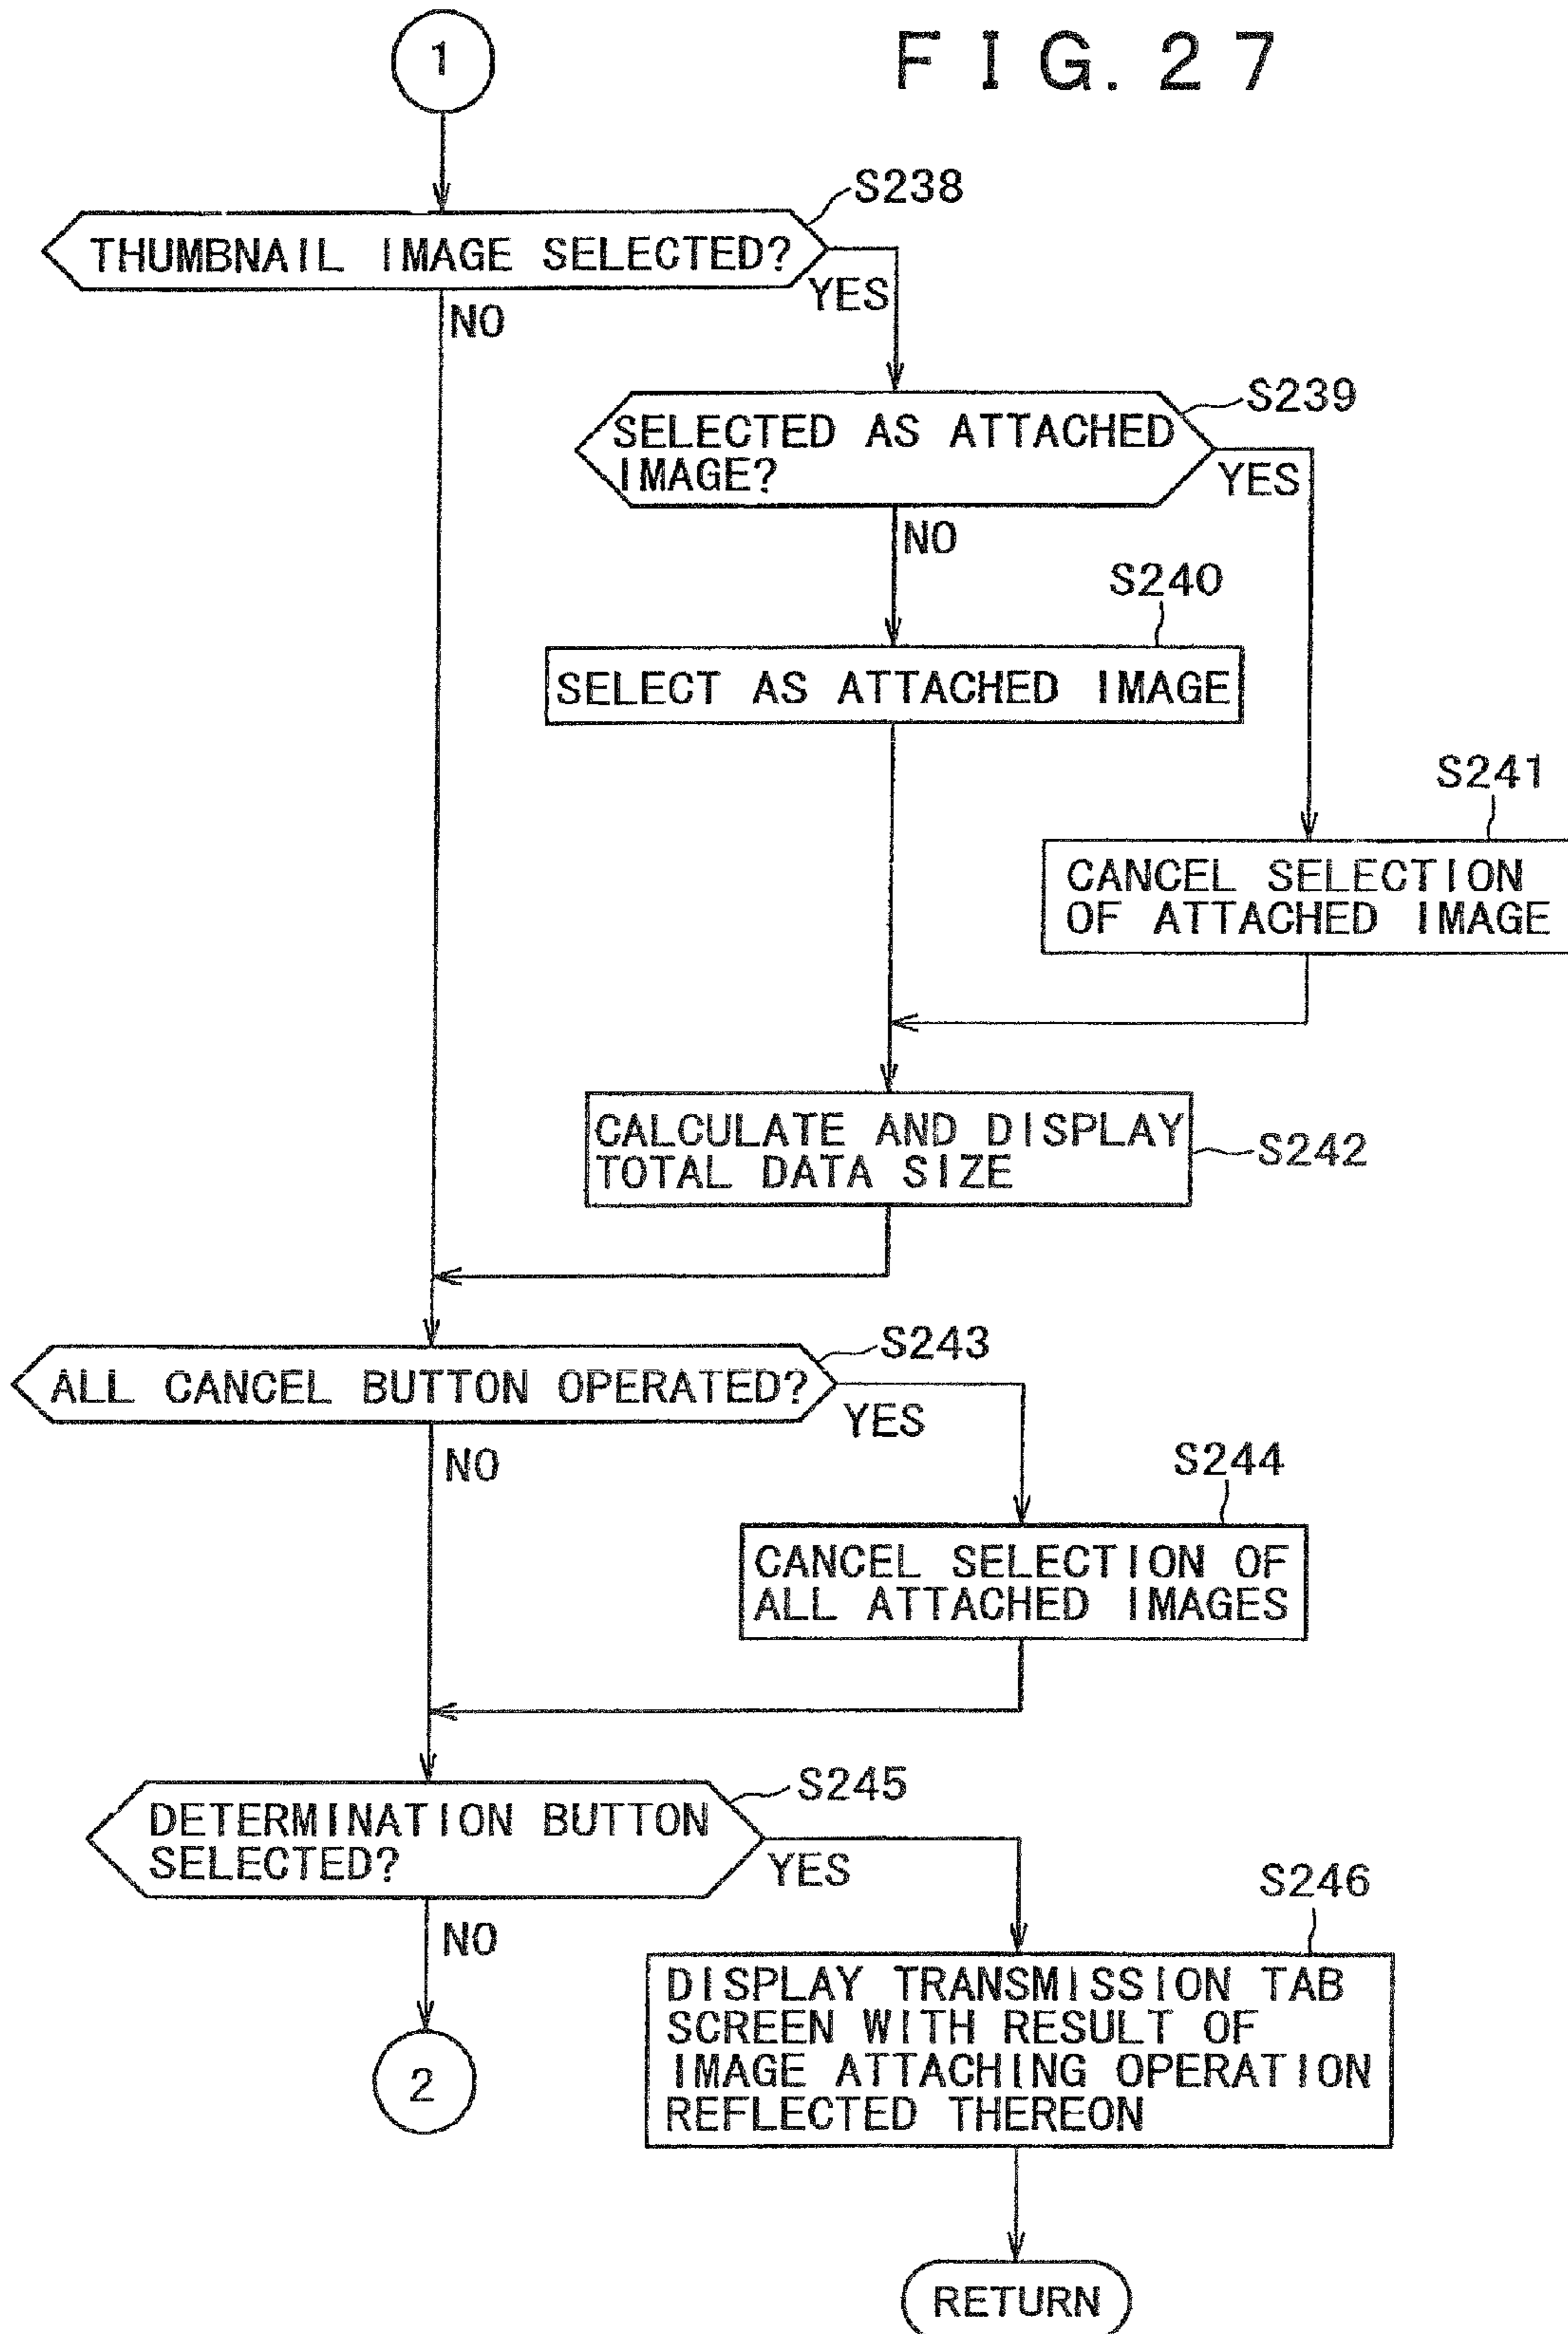 1
FIG. 27
S238
THUMBNAIL IMAGE SELECTED?
YES
NO
S239
SELECTED AS ATTACHED
IMAGE?
YES
NO
S240
SELECT AS ATTACHED IMAGE
S241
CANCEL SELECTION
OF ATTACHED IMAGE
CALCULATE AND DISPLAY
TOTAL DATA SIZE
S242
S243
ALL CANCEL BUTTON OPERATED?
YES
NO
S244
CANCEL SELECTION OF
ALL ATTACHED IMAGES
S245
DETERMINATION BUTTON
SELECTED?
YES
NO
S246
DISPLAY TRANSMISSION TAB
SCREEN WITH RESULT OF
IMAGE ATTACHING OPERATION
REFLECTED THEREON
2
RETURN